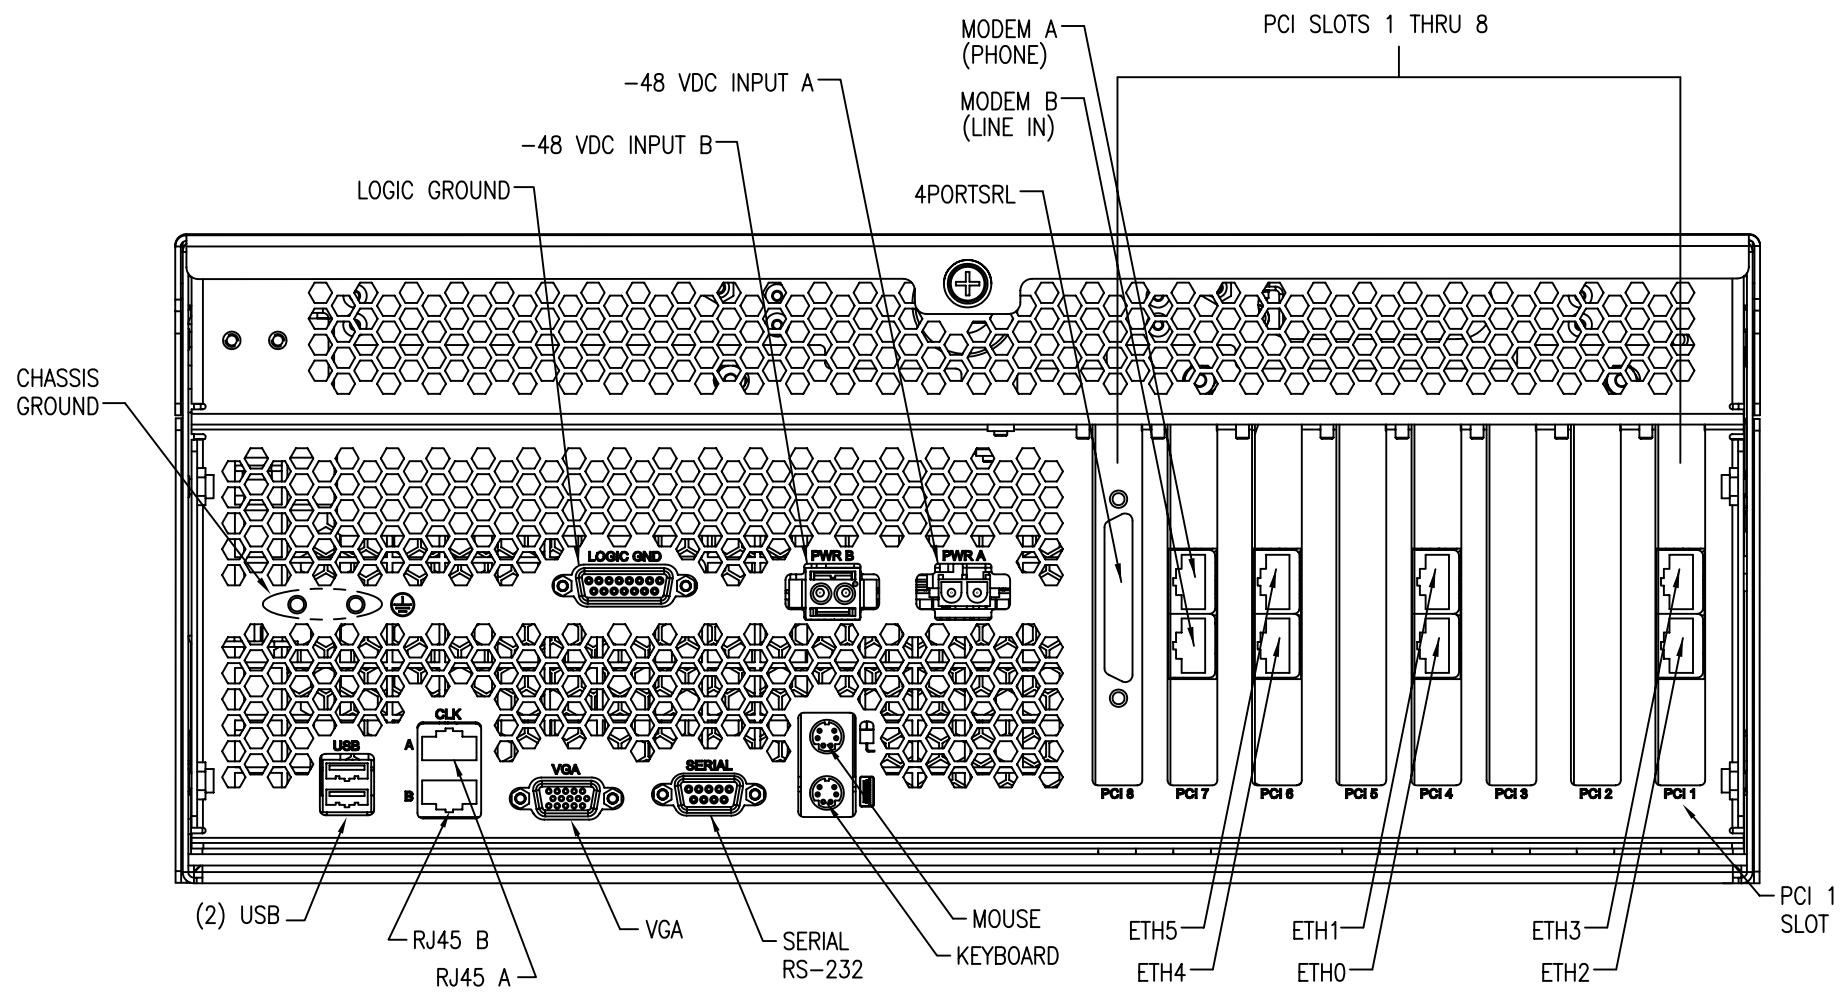 PCI SLOTS 1 THRU 8
MODEM A
(PHONE)
-48 VDC INPUT A
MODEM B
(LINE IN)
-48 VDC INPUT B
LOGIC GROUND
4PORTSRL
CHASSIS
GROUND
LOGIC GND
PWR B
PWR A
CLK
A
USB
B
VGA
SERIAL
PCI 8
PCI 7
PCI 6
PCI 5
PCI 4
PCI 3
PCI 2
PCI 1
(2) USB
RJ45 B
RJ45 A
VGA
SERIAL
RS-232
MOUSE
KEYBOARD
ETH5
ETH4
ETH1
ETH0
ETH3
ETH2
PCI 1
SLOT